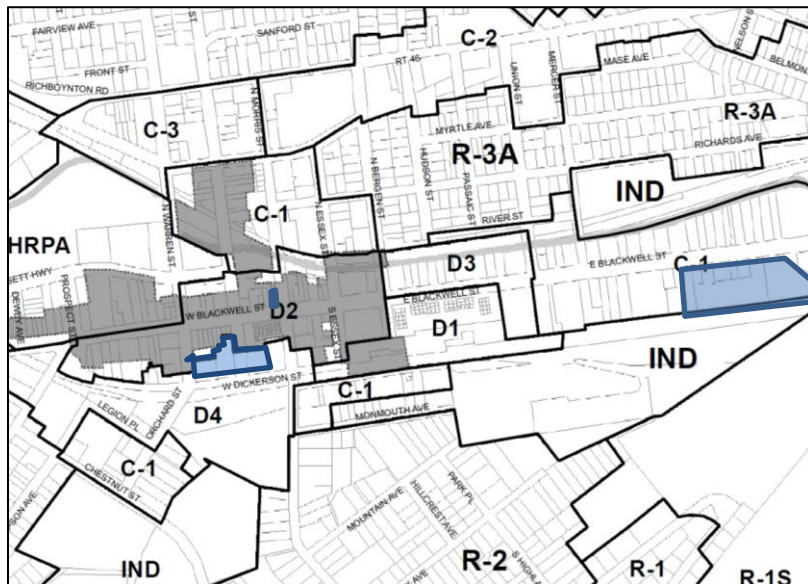 FAIRVIEW AVE
SANFORD ST
C-2
NELSON S
FRONT ST
RT 46
UNION ST
MERCER ST
MASE AVE
BELMON
RICHBOYNTON RD
N MORRIS ST
C-3
MYRTLE AVE
R-3A
R-3A
RICHARDS AVE
N BERGEN ST
HUDSON ST
PASSAIC ST
IND
C-1
N ESSEX ST
RIVER ST
N WARREN ST
HRPA
D3
E BLACKWELL ST
C-1
SETT HWY
DEWEY AVE
PROSPECT ST
W BLACKWELL ST
D2
E BLACKWELL ST
D1
S ESSEX ST
IND
W DICKERSON ST
C-1
LEGION PL
ORCHARD ST
D4
MONMOUTH AVE
C-1
CHESTNUT ST
SON AVE
PARK PL
MOUNTAIN AVE
HILLCREST AVE
IND
R-2
S HIGHLA
R-1
R-1S